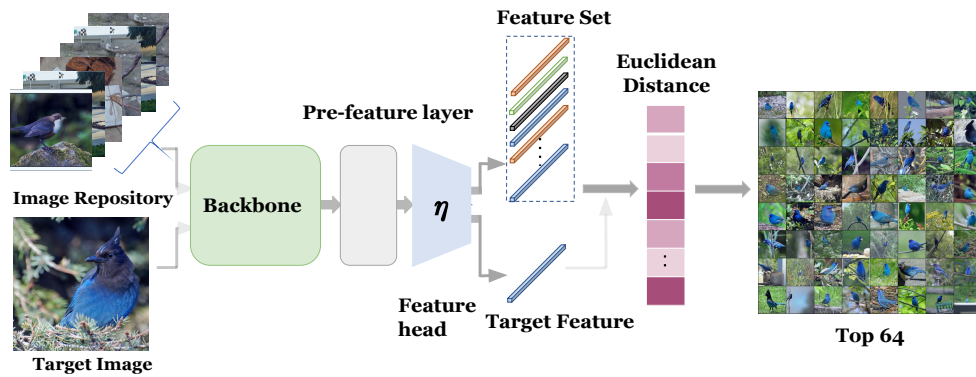 Feature Set
Euclidean
Distance
Pre-feature layer
Image Repository
Backbone
η
Feature
head
Target Feature
Target Image
Top 64